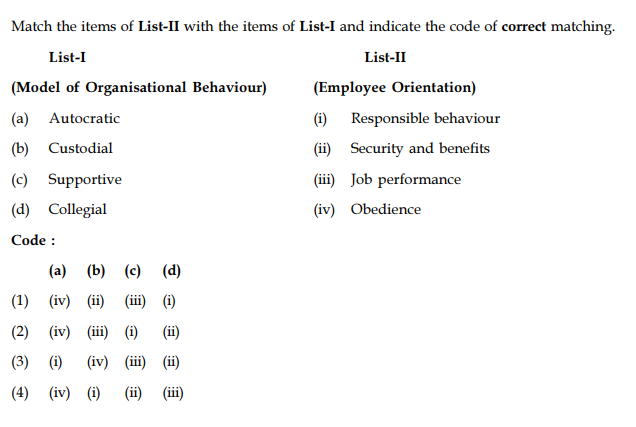 Match the items of List-II with the items of List-I and indicate the code of correct matching.
List-I List-II
(Model of Organisational Behaviour) (Employee Orientation)
(a) Autocratic (i) Responsible behaviour
(b) Custodial (ii) Security and benefits
(c) Supportive (iii) Job performance
(d) Collegial (iv) Obedience
Code :
(a) (b) (c) (d)
(1) (iv) (ii) (iii) (i)
(2) (iv) (iii) (i) (ii)
(3) (i) (iv) (iii) (ii)
(4) (iv) (i) (ii) (iii)